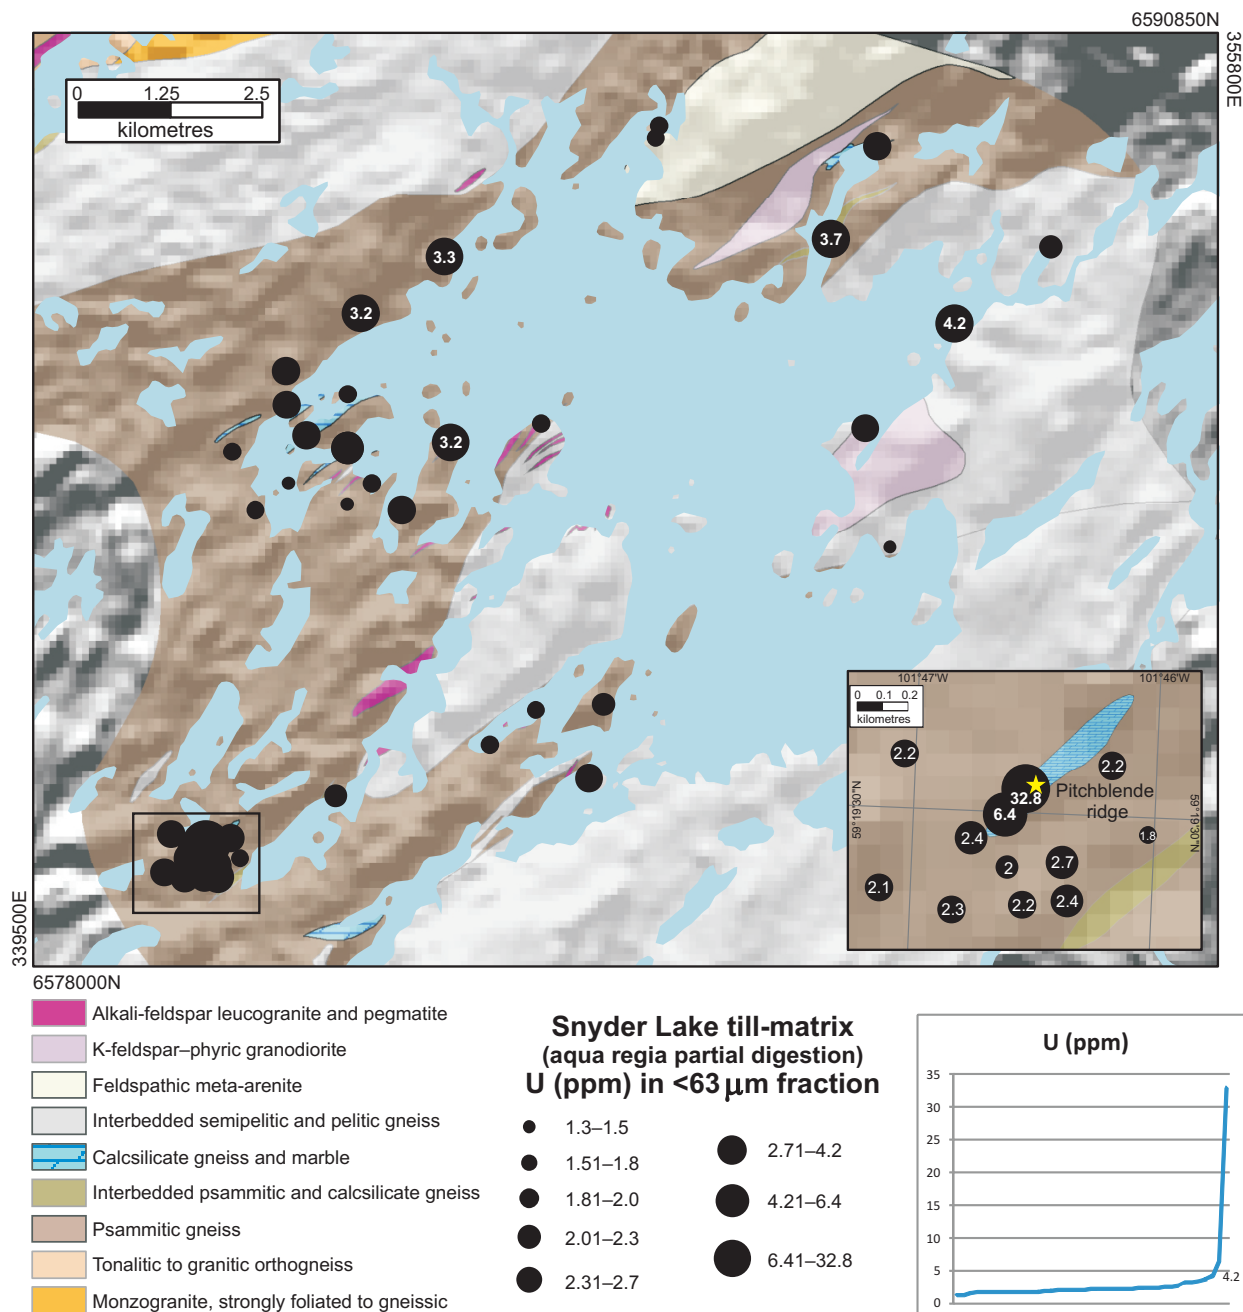 6590850N
355800E
0 1.25 2.5
kilometres
3.3
3.7
3.2
4.2
3.2
339500E
6578000N
101°47'W 101°46'W
0 0.1 0.2
kilometres
2.2
2.2
32.8
Pitchblende
ridge
6.4
59°19'30"N
59°19'30"N
2.4
1.8
2
2.7
2.1
2.3
2.2
2.4
Alkali-feldspar leucogranite and pegmatite
K-feldspar–phyric granodiorite
Feldspathic meta-arenite
Interbedded semipelitic and pelitic gneiss
Calcsilicate gneiss and marble
Interbedded psammitic and calcsilicate gneiss
Psammitic gneiss
Tonalitic to granitic orthogneiss
Monzogranite, strongly foliated to gneissic
Snyder Lake till-matrix
(aqua regia partial digestion)
U (ppm) in <63 µm fraction
1.3–1.5
1.51–1.8
1.81–2.0
2.01–2.3
2.31–2.7
2.71–4.2
4.21–6.4
6.41–32.8
U (ppm)
35
30
25
20
15
10
5
0
4.2